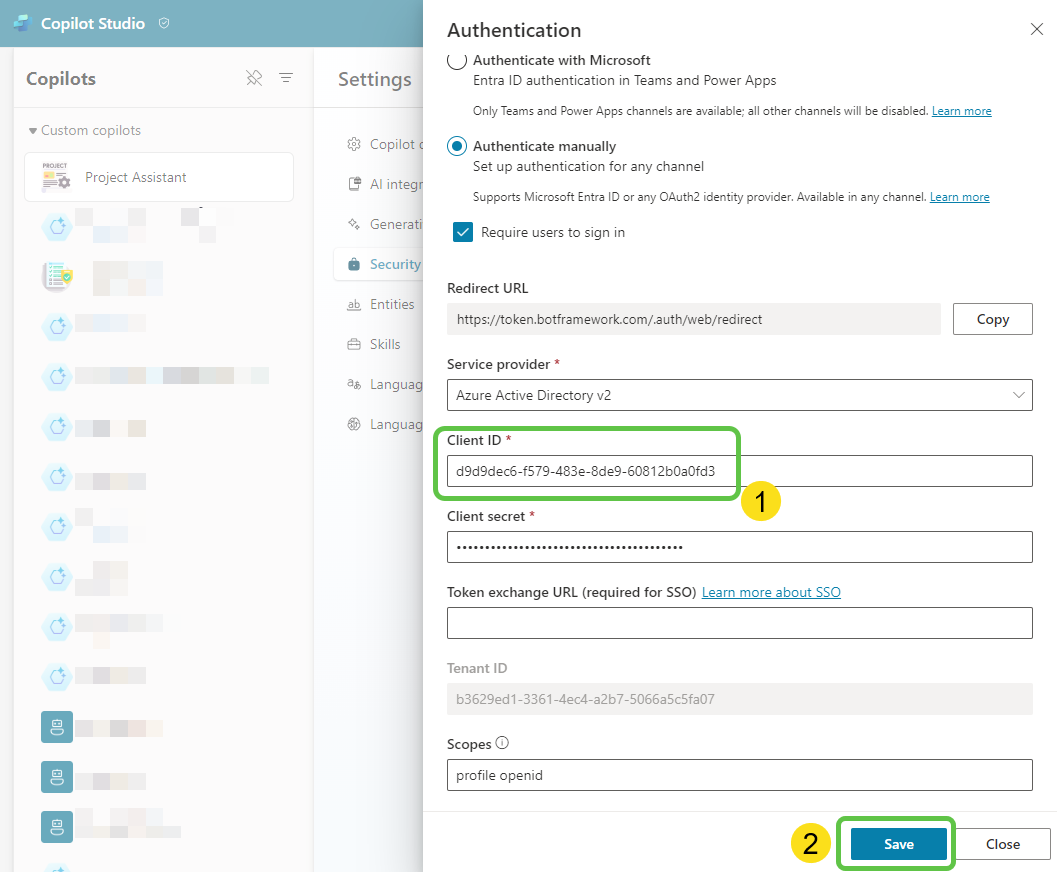 Copilot Studio
Copilots
Custom copilots
PROJECT
Project Assistant
Settings
Copilot
AI integr
Generati
Security
ab Entities
Skills
Languag
Languag
Authentication
Authenticate with Microsoft
Entra ID authentication in Teams and Power Apps
Only Teams and Power Apps channels are available; all other channels will be disabled. Learn more
Authenticate manually
Set up authentication for any channel
Supports Microsoft Entra ID or any OAuth2 identity provider. Available in any channel. Learn more
Require users to sign in
Redirect URL
https://token.botframework.com/.auth/web/redirect
Copy
Service provider *
Azure Active Directory v2
Client ID *
d9d9dec6-f579-483e-8de9-60812b0a0fd3
1
Client secret *
••••••••••••••••••••••••••••••••••••••••
Token exchange URL (required for SSO) Learn more about SSO
Tenant ID
b3629ed1-3361-4ec4-a2b7-5066a5c5fa07
Scopes
profile openid
2
Save
Close